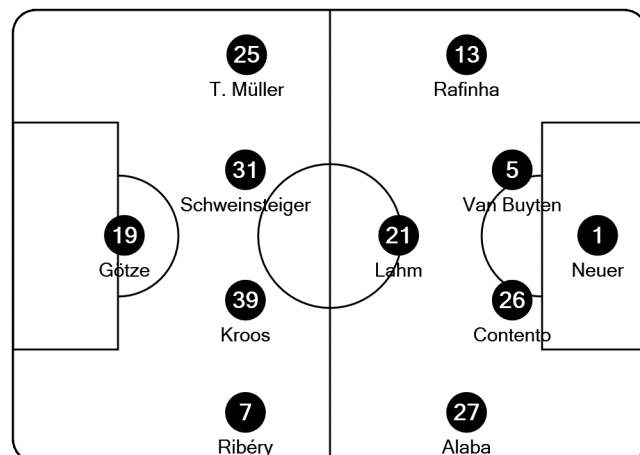 25
T. Müller
13
Rafinha
31
Schweinsteiger
5
Van Buyten
19
Götze
21
Lahm
1
Neuer
39
Kroos
26
Contento
7
Ribéry
27
Alaba